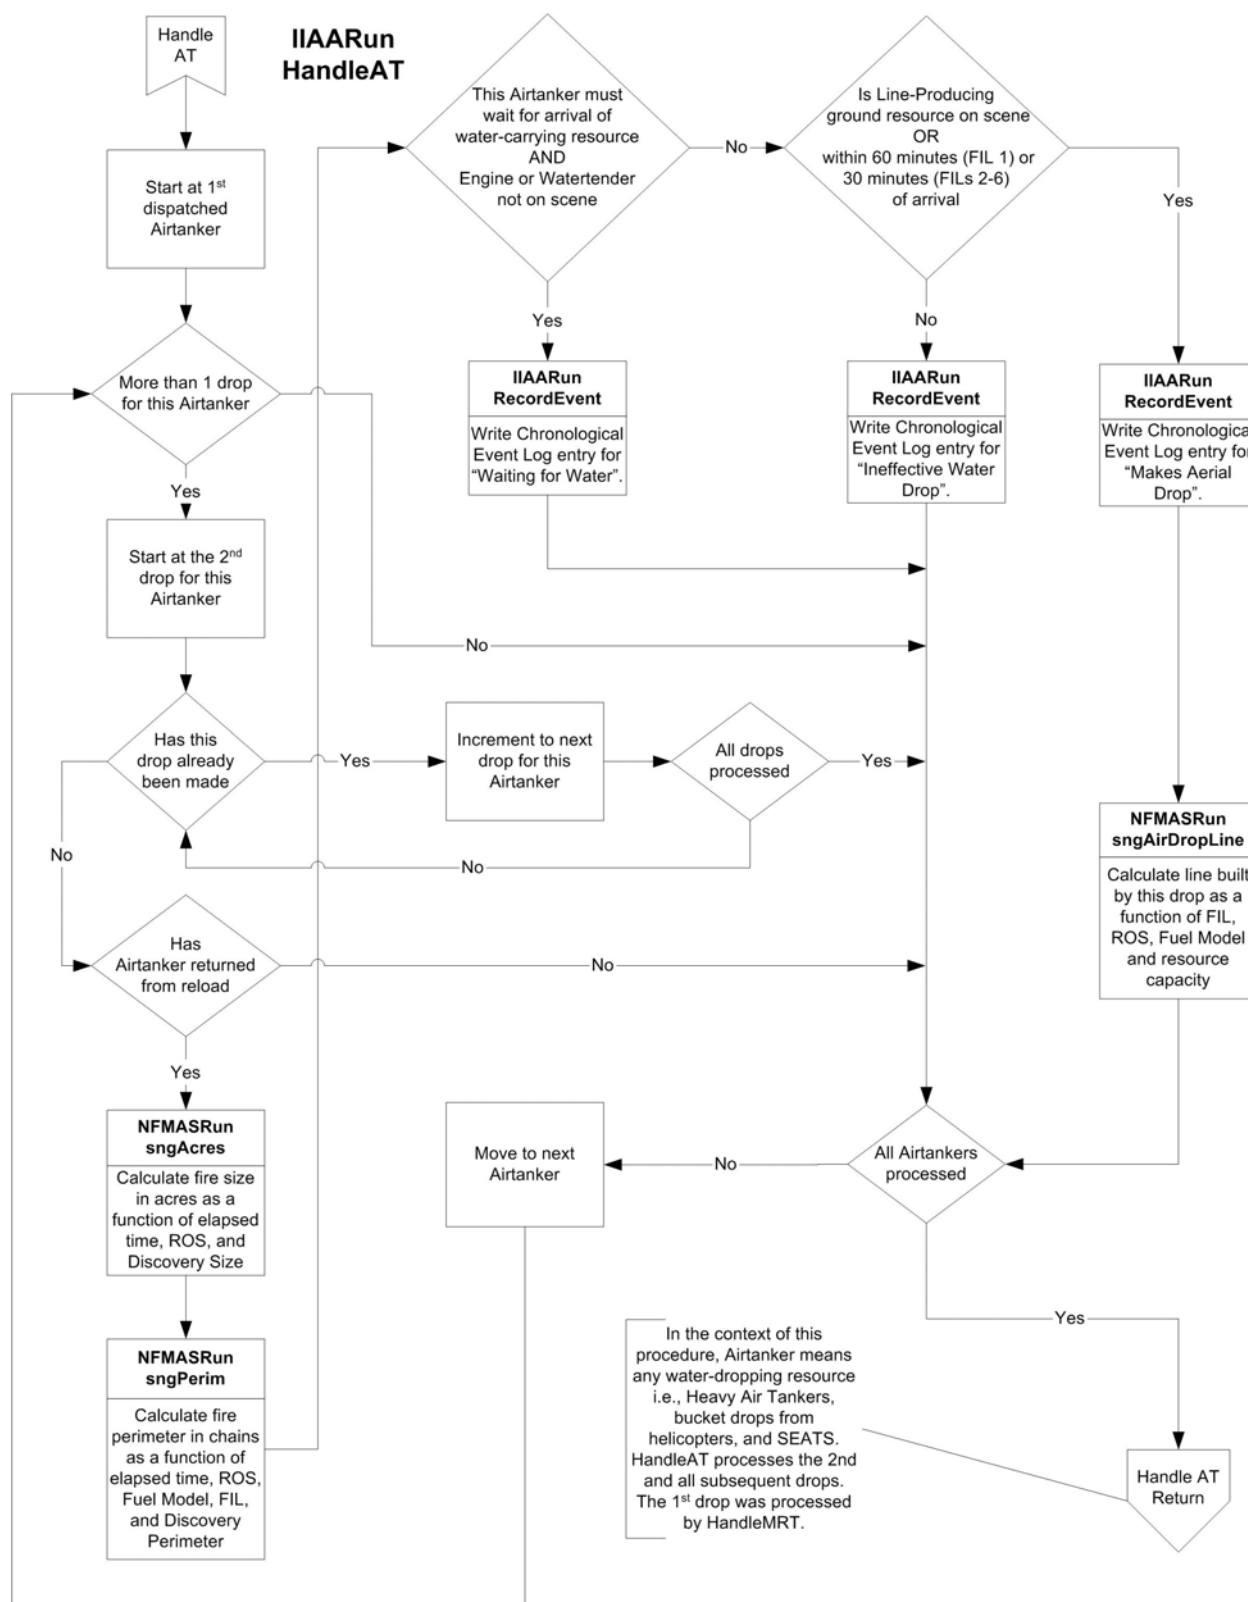 Handle
AT
IIAARun
HandleAT
This Airtanker must
wait for arrival of
water-carrying resource
AND
Engine or Watertender
not on scene
No
Is Line-Producing
ground resource on scene
OR
within 60 minutes (FIL 1) or
30 minutes (FILs 2-6)
of arrival
Yes
Start at 1st
dispatched
Airtanker
Yes
No
More than 1 drop
for this Airtanker
IIAARun
RecordEvent
Write Chronological
Event Log entry for
“Waiting for Water”.
IIAARun
RecordEvent
Write Chronological
Event Log entry for
“Ineffective Water
Drop”.
IIAARun
RecordEvent
Write Chronological
Event Log entry for
“Makes Aerial
Drop”.
Yes
Start at the 2nd
drop for this
Airtanker
No
Has this
drop already
been made
Yes
Increment to next
drop for this
Airtanker
All drops
processed
Yes
No
No
NFMASRun
sngAirDropLine
Calculate line built
by this drop as a
function of FIL,
ROS, Fuel Model
and resource
capacity
Has
Airtanker returned
from reload
No
Yes
NFMASRun
sngAcres
Calculate fire size
in acres as a
function of elapsed
time, ROS, and
Discovery Size
Move to next
Airtanker
No
All Airtankers
processed
Yes
NFMASRun
sngPerim
Calculate fire
perimeter in chains
as a function of
elapsed time, ROS,
Fuel Model, FIL,
and Discovery
Perimeter
In the context of this
procedure, Airtanker means
any water-dropping resource
i.e., Heavy Air Tankers,
bucket drops from
helicopters, and SEATS.
HandleAT processes the 2nd
and all subsequent drops.
The 1st drop was processed
by HandleMRT.
Handle AT
Return